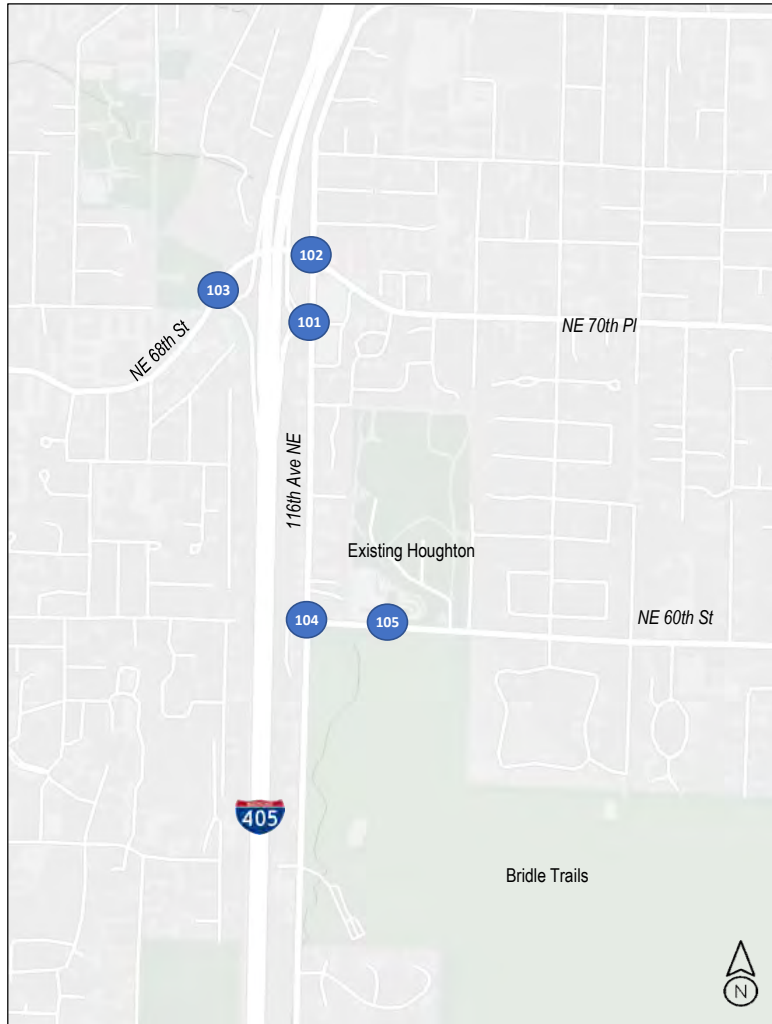 102
103
101
NE 70th Pl
NE 68th St
116th Ave NE
Existing Houghton
104
105
NE 60th St
405
Bridle Trails
N